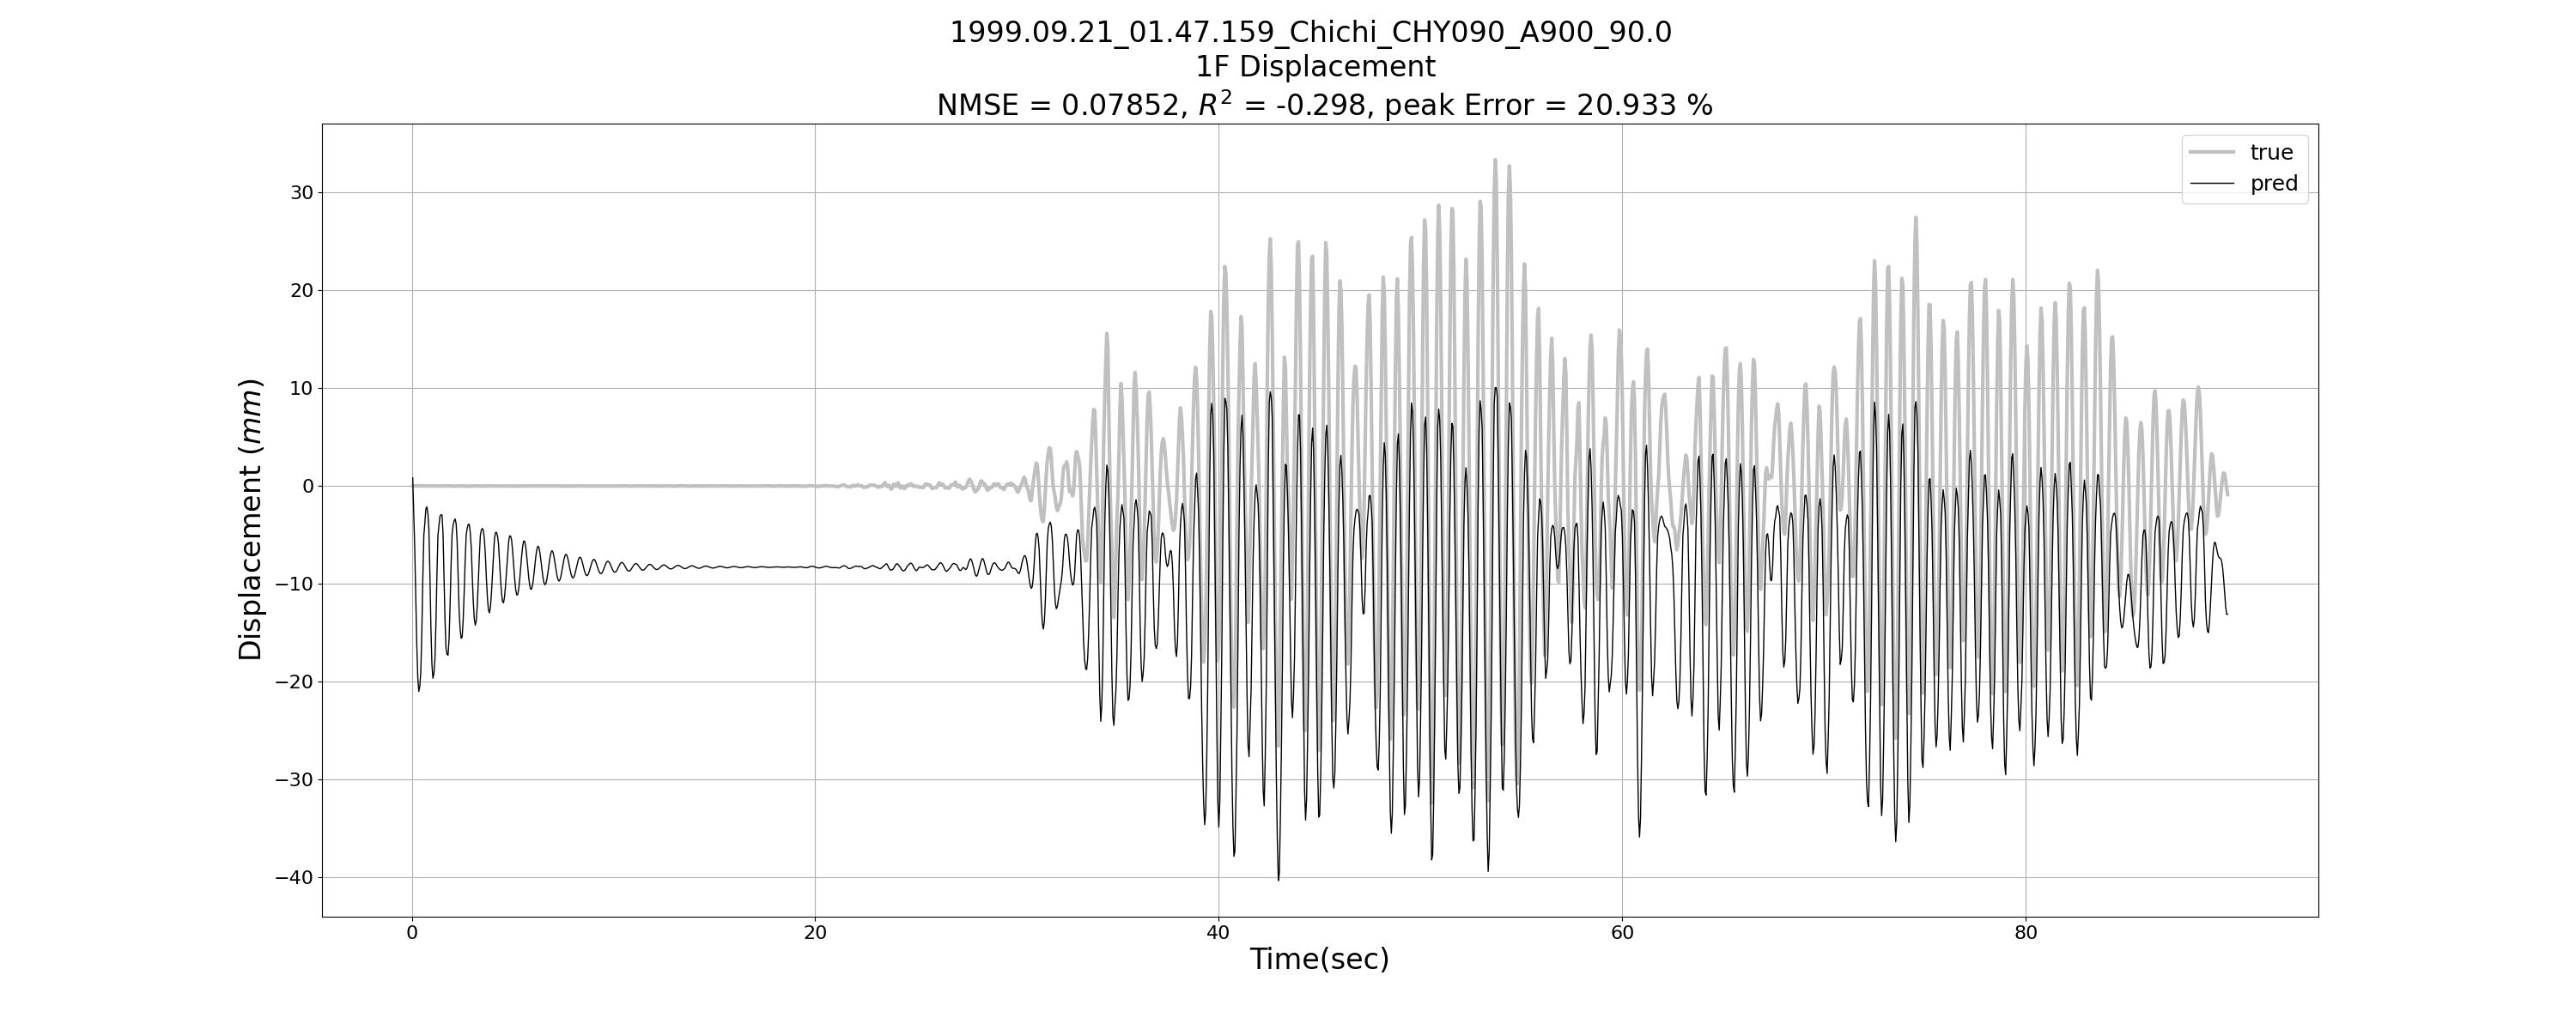 1999.09.21_01.47.159_Chichi_CHY090_A900_90.0
1F Displacement
NMSE = 0.07852, R² = -0.298, peak Error = 20.933 %
true
pred
30
20
10
0
−10
−20
−30
−40
Displacement (mm)
0 20 40 60 80
Time(sec)